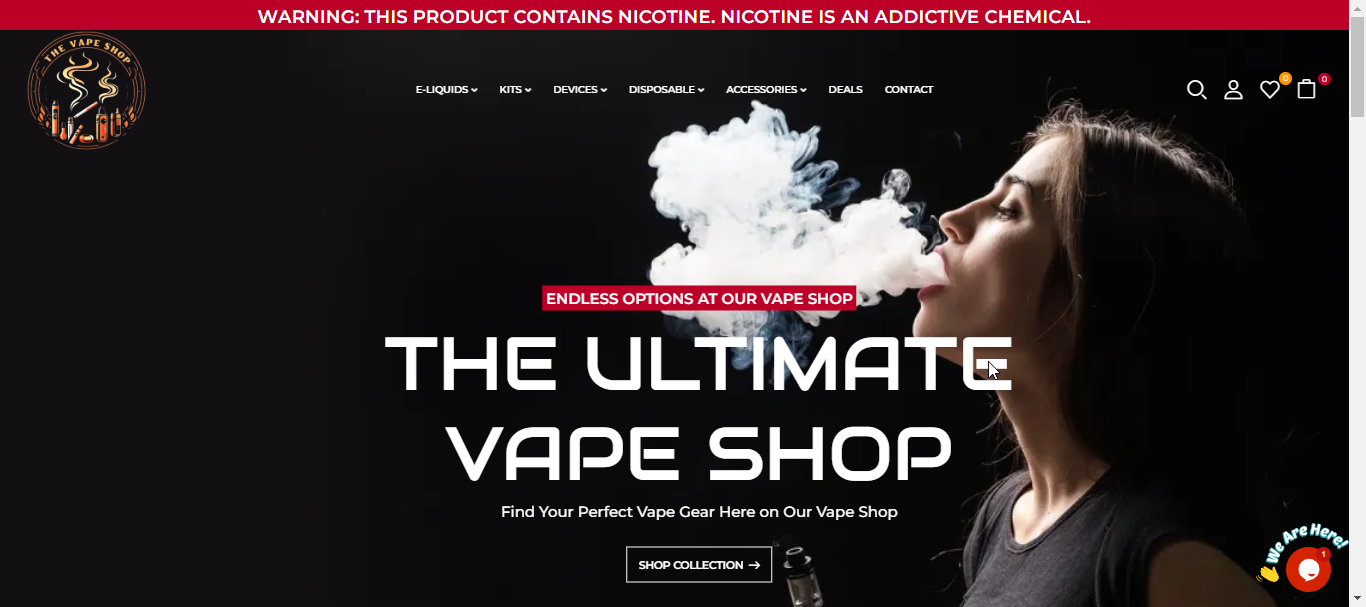 WARNING: THIS PRODUCT CONTAINS NICOTINE. NICOTINE IS AN ADDICTIVE CHEMICAL.
THE VAPE SHOP
E-LIQUIDS KITS DEVICES DISPOSABLE ACCESSORIES DEALS CONTACT
0 0
ENDLESS OPTIONS AT OUR VAPE SHOP
THE ULTIMATE
VAPE SHOP
Find Your Perfect Vape Gear Here on Our Vape Shop
SHOP COLLECTION →
We Are Here!
1